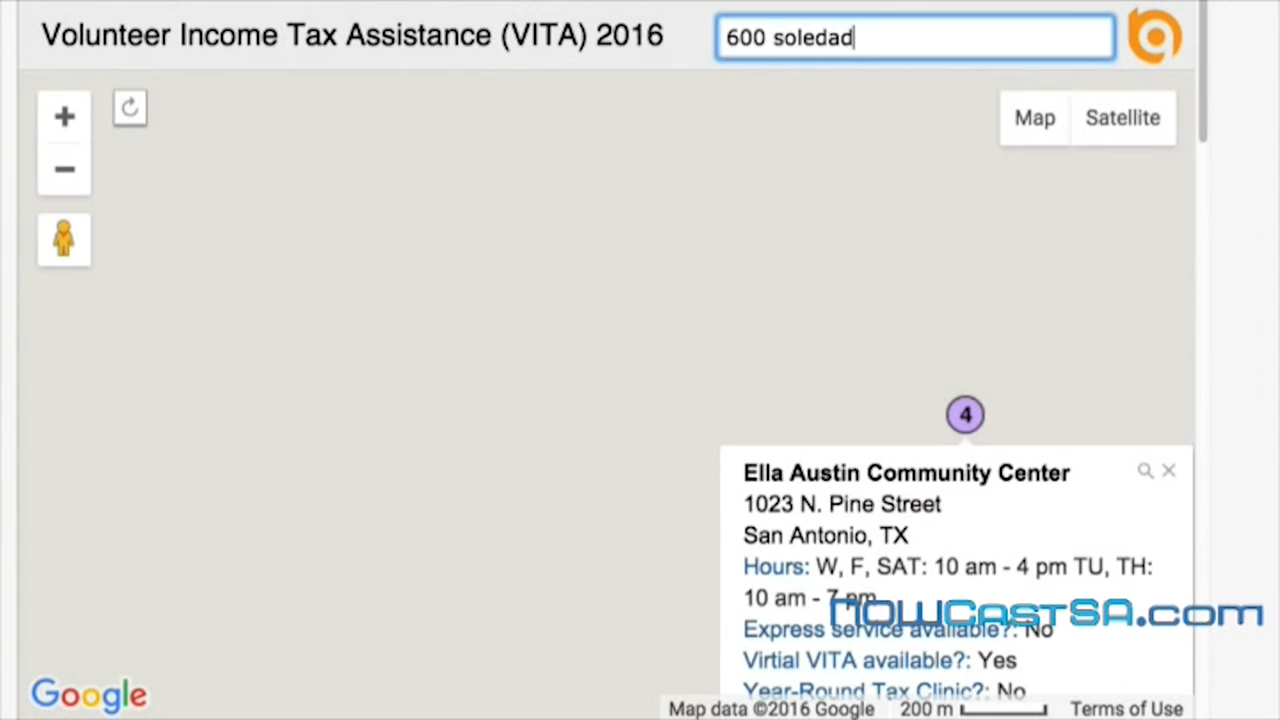 Volunteer Income Tax Assistance (VITA) 2016
600 soledad
Map
Satellite
4
Ella Austin Community Center
1023 N. Pine Street
San Antonio, TX
Hours: W, F, SAT: 10 am - 4 pm TU, TH:
10 am - 7 pm
nowcastsa.com
Express service available?: No
Virtial VITA available?: Yes
Year-Round Tax Clinic?: No
Google
Map data ©2016 Google
200 m
Terms of Use